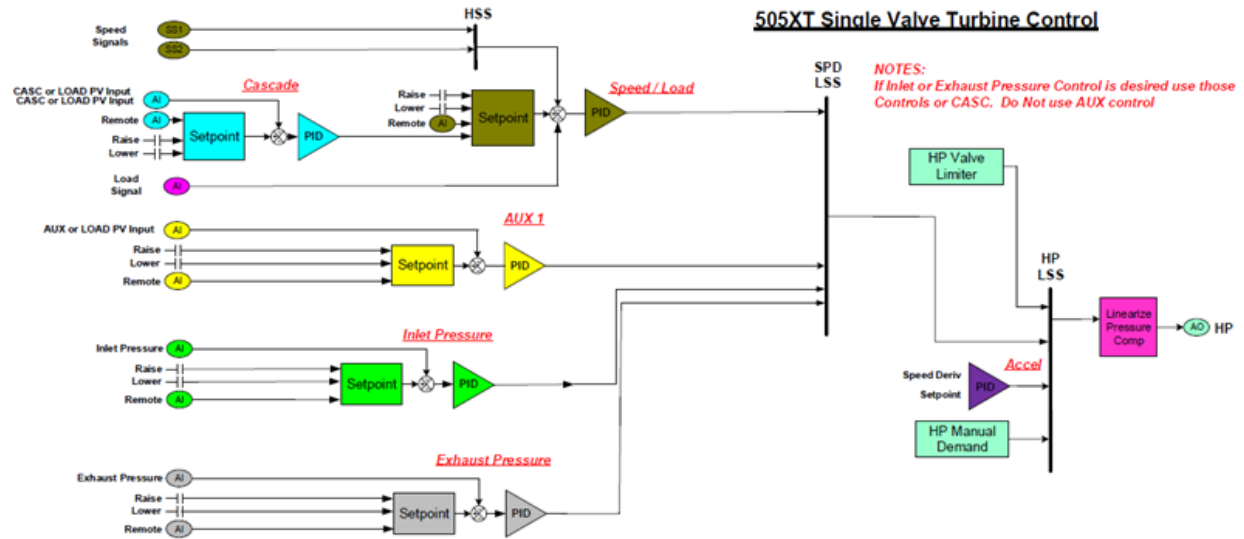 505XT Single Valve Turbine Control
HSS
Speed
Signals
SS1
SS2
SPD
LSS
NOTES:
If Inlet or Exhaust Pressure Control is desired use those
Controls or CASC. Do Not use AUX control
Cascade
Speed / Load
CASC or LOAD PV Input
CASC or LOAD PV Input
AI
Remote
AI
Raise
Lower
Setpoint
PID
Raise
Lower
Remote
AI
Setpoint
PID
Load
Signal
AI
HP Valve
Limiter
AUX 1
AUX or LOAD PV Input
AI
Raise
Lower
Remote
AI
Setpoint
PID
HP
LSS
Linearize
Pressure
Comp
AO
HP
Inlet Pressure
Inlet Pressure
AI
Raise
Lower
Remote
AI
Setpoint
PID
Accel
Speed Deriv
Setpoint
PID
HP Manual
Demand
Exhaust Pressure
Exhaust Pressure
AI
Raise
Lower
Remote
AI
Setpoint
PID